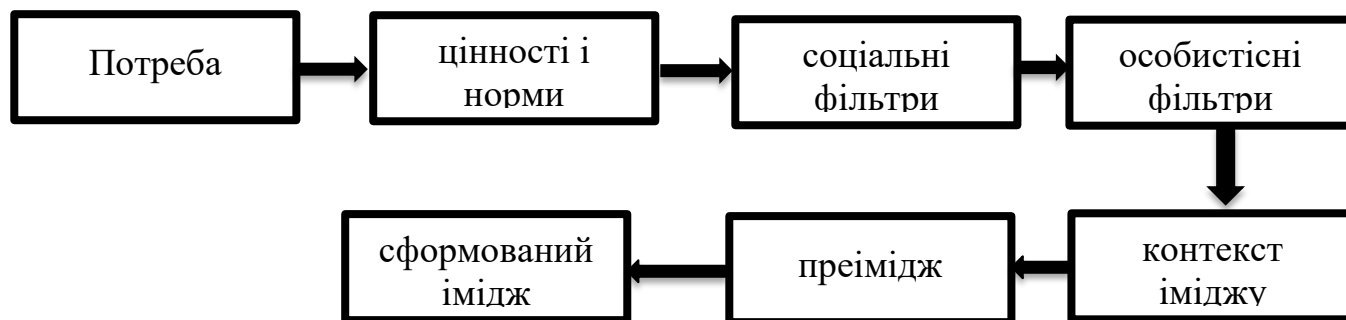 Потреба
цінності і
норми
соціальні
фільтри
особистісні
фільтри
контекст
іміджу
преімідж
сформований
імідж